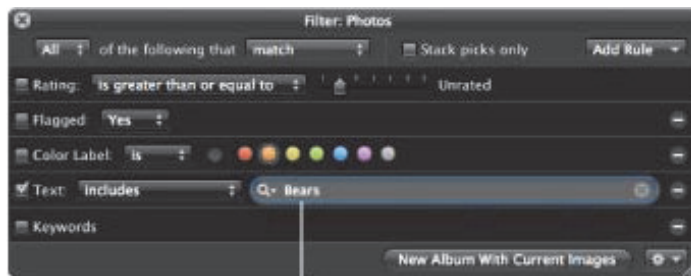 Filter: Photos
All of the following that match Stack picks only Add Rule
Rating: is greater than or equal to Unrated
Flagged Yes
Color Label: is
Text: includes Bears
Keywords
New Album With Current Images